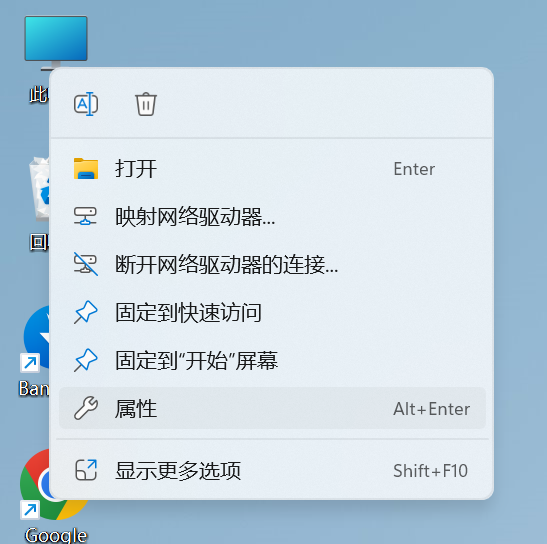 此
打开 Enter
映射网络驱动器...
回
断开网络驱动器的连接...
固定到快速访问
固定到"开始"屏幕
Ban
属性 Alt+Enter
显示更多选项 Shift+F10
Google